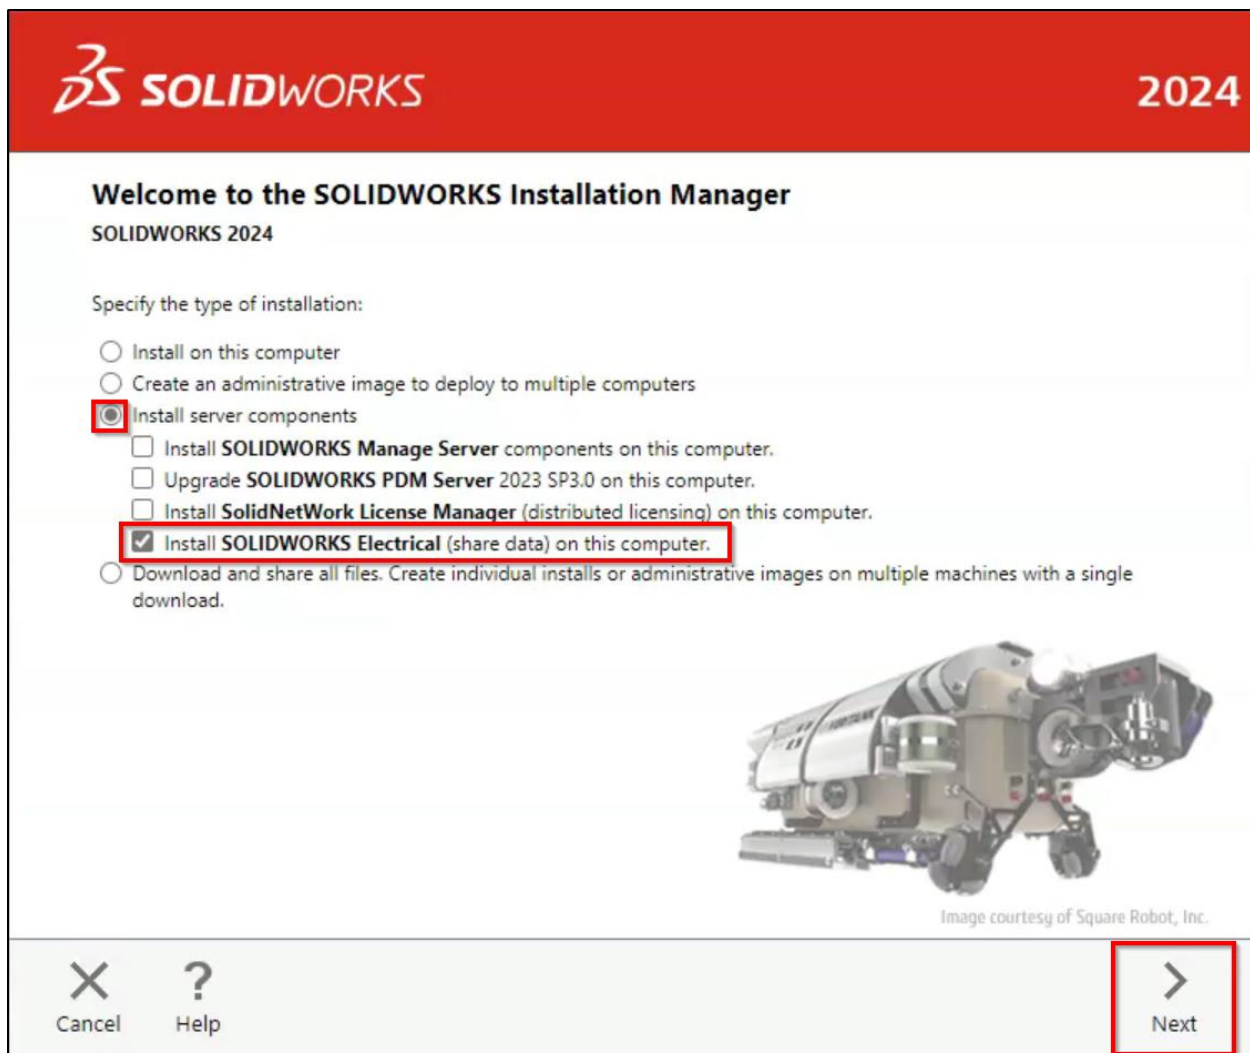 SOLIDWORKS
2024
Welcome to the SOLIDWORKS Installation Manager
SOLIDWORKS 2024
Specify the type of installation:
Install on this computer
Create an administrative image to deploy to multiple computers
Install server components
Install SOLIDWORKS Manage Server components on this computer.
Upgrade SOLIDWORKS PDM Server 2023 SP3.0 on this computer.
Install SolidNetWork License Manager (distributed licensing) on this computer.
Install SOLIDWORKS Electrical (share data) on this computer.
Download and share all files. Create individual installs or administrative images on multiple machines with a single
download.
Image courtesy of Square Robot, Inc.
Cancel
Help
Next